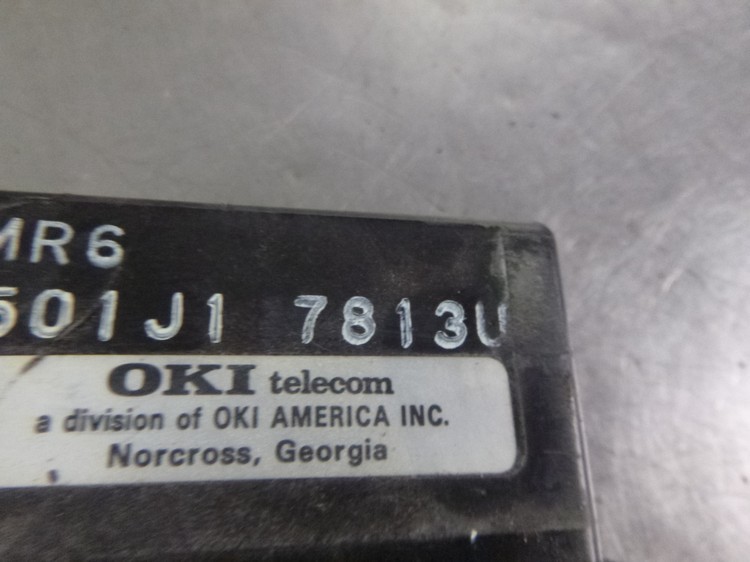 MR6
501J1 7813U
OKI telecom
a division of OKI AMERICA INC.
Norcross, Georgia